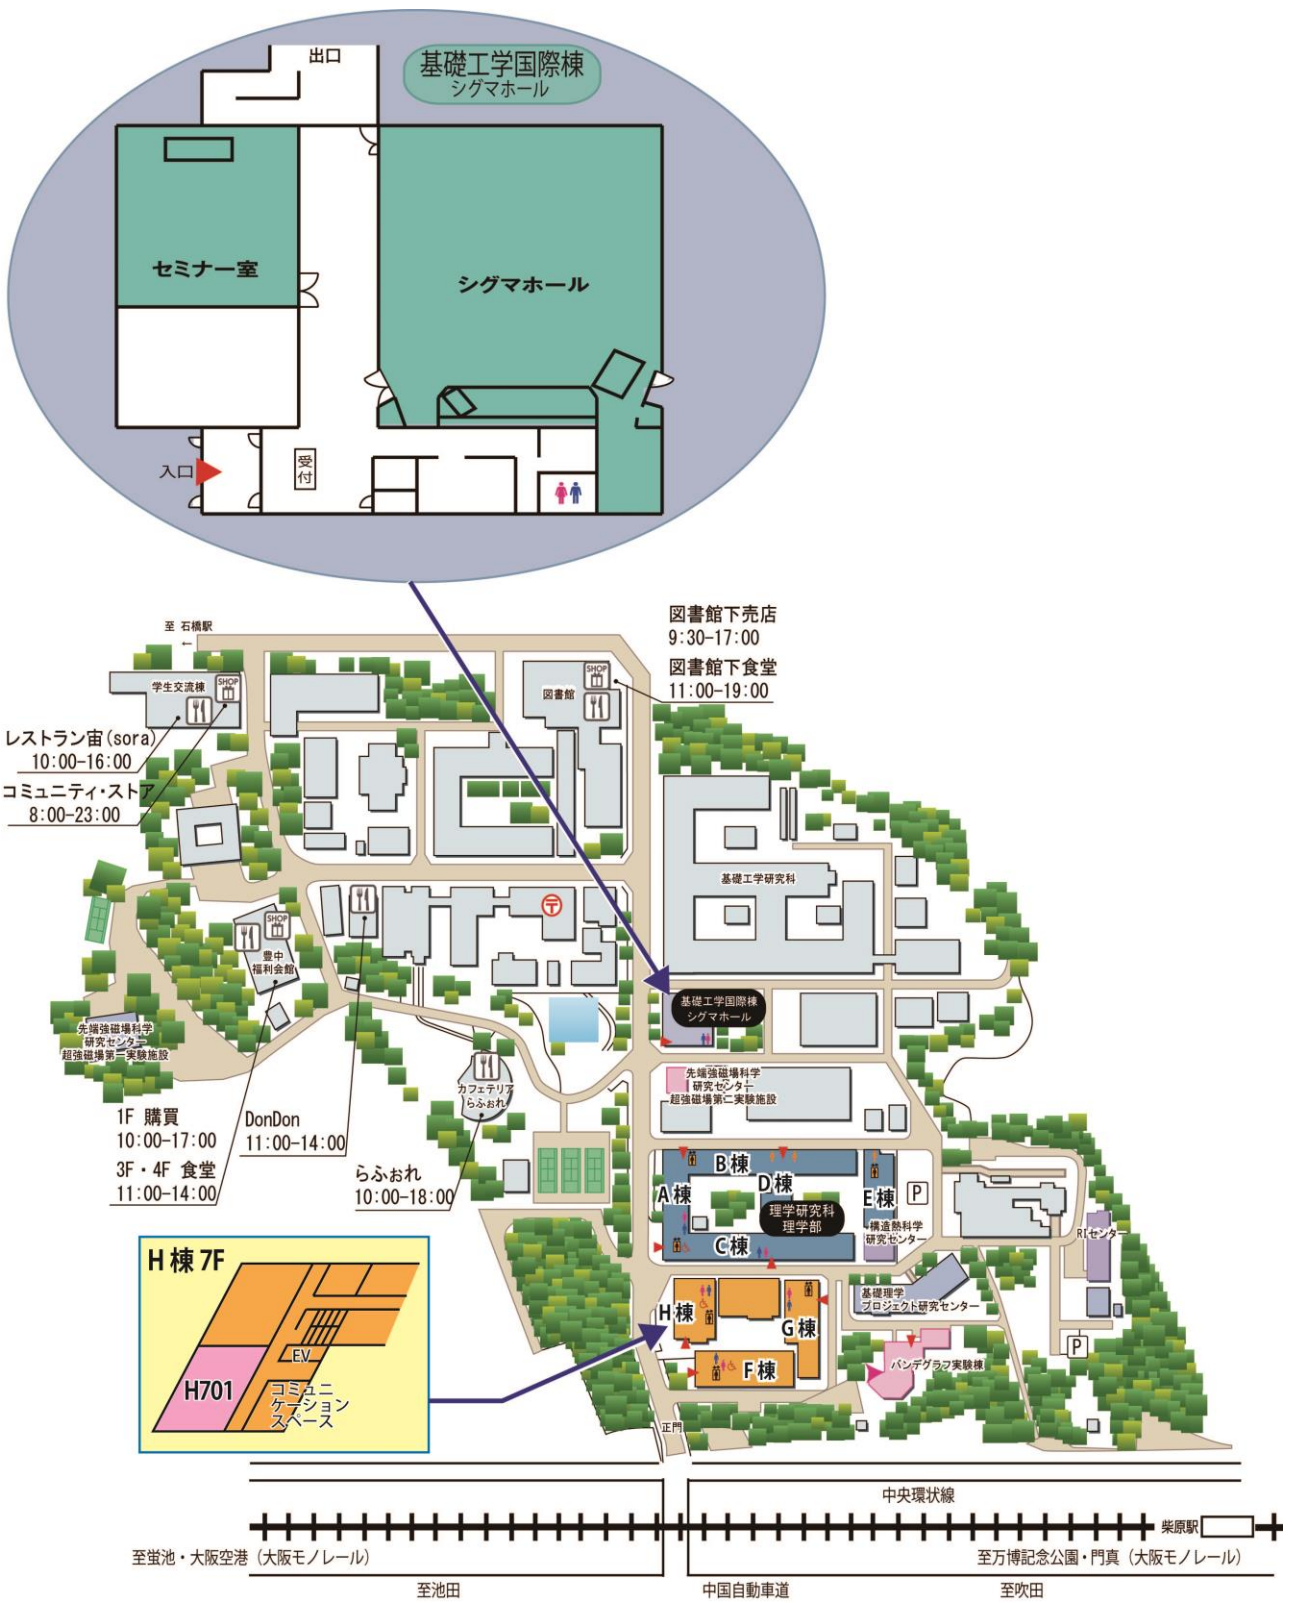 出口
基礎工学国際棟
シグマホール
セミナー室
シグマホール
入口
受付
至 石橋駅
←
図書館下売店
9:30-17:00
図書館下食堂
11:00-19:00
学生交流棟
SHOP
図書館
SHOP
レストラン宙(sora)
10:00-16:00
コミュニティ・ストア
8:00-23:00
基礎工学研究科
〒
SHOP
豊中
福利会館
基礎工学国際棟
シグマホール
先端強磁場科学
研究センター
超強磁場第一実験施設
先端強磁場科学
研究センター
超強磁場第二実験施設
カフェテリア
らふぉれ
1F 購買
10:00-17:00
3F・4F 食堂
11:00-14:00
DonDon
11:00-14:00
らふぉれ
10:00-18:00
A棟
B棟
C棟
D棟
E棟
理学研究科
理学部
P
構造熱科学
研究センター
RIセンター
H棟 7F
EV
H701
コミュニ
ケーション
スペース
H棟
G棟
F棟
基礎理学
プロジェクト研究センター
バンデグラフ実験棟
P
正門
中央環状線
柴原駅
至蛍池・大阪空港（大阪モノレール）
至万博記念公園・門真（大阪モノレール）
至池田
中国自動車道
至吹田